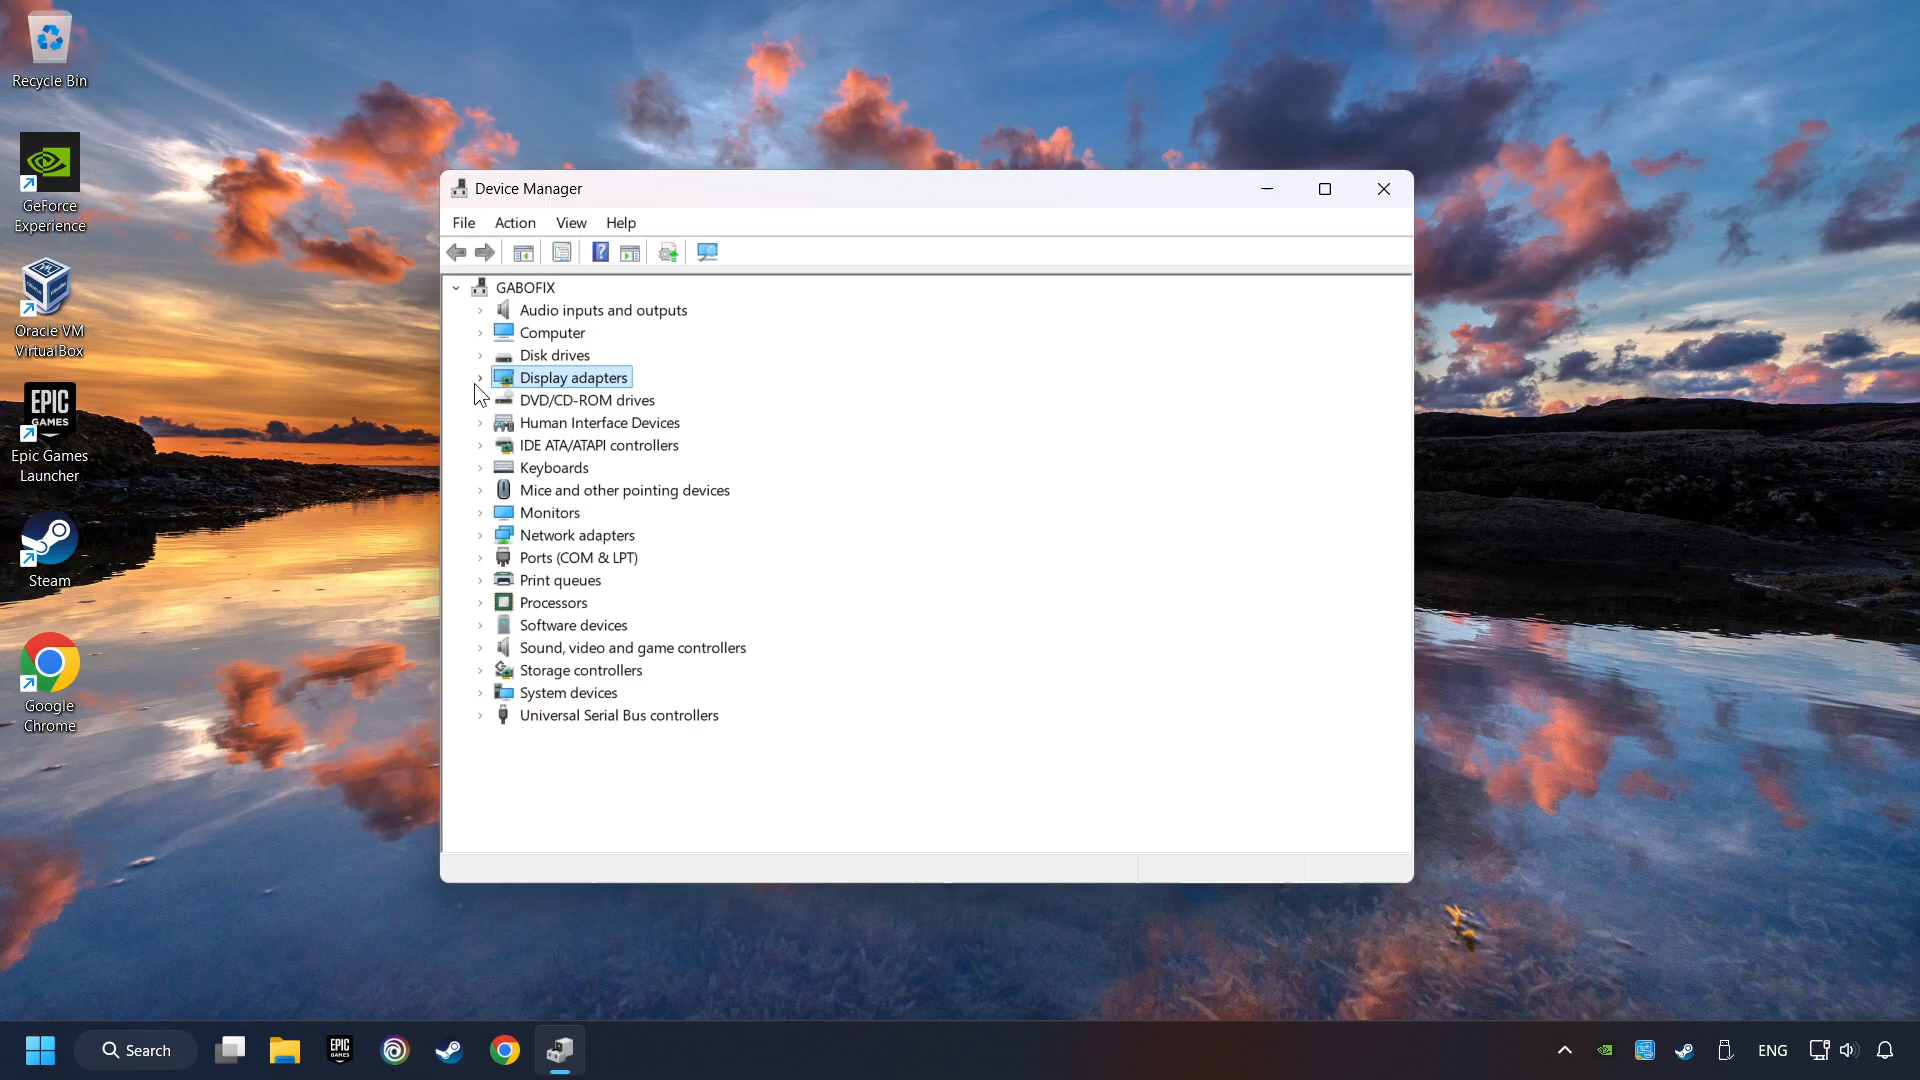 Recycle Bin
GeForce
Experience
Oracle VM
VirtualBox
EPIC
GAMES
Epic Games
Launcher
Steam
Google
Chrome
Device Manager
File Action View Help
GABOFIX
Audio inputs and outputs
Computer
Disk drives
Display adapters
DVD/CD-ROM drives
Human Interface Devices
IDE ATA/ATAPI controllers
Keyboards
Mice and other pointing devices
Monitors
Network adapters
Ports (COM & LPT)
Print queues
Processors
Software devices
Sound, video and game controllers
Storage controllers
System devices
Universal Serial Bus controllers
Search
EPIC
GAMES
ENG